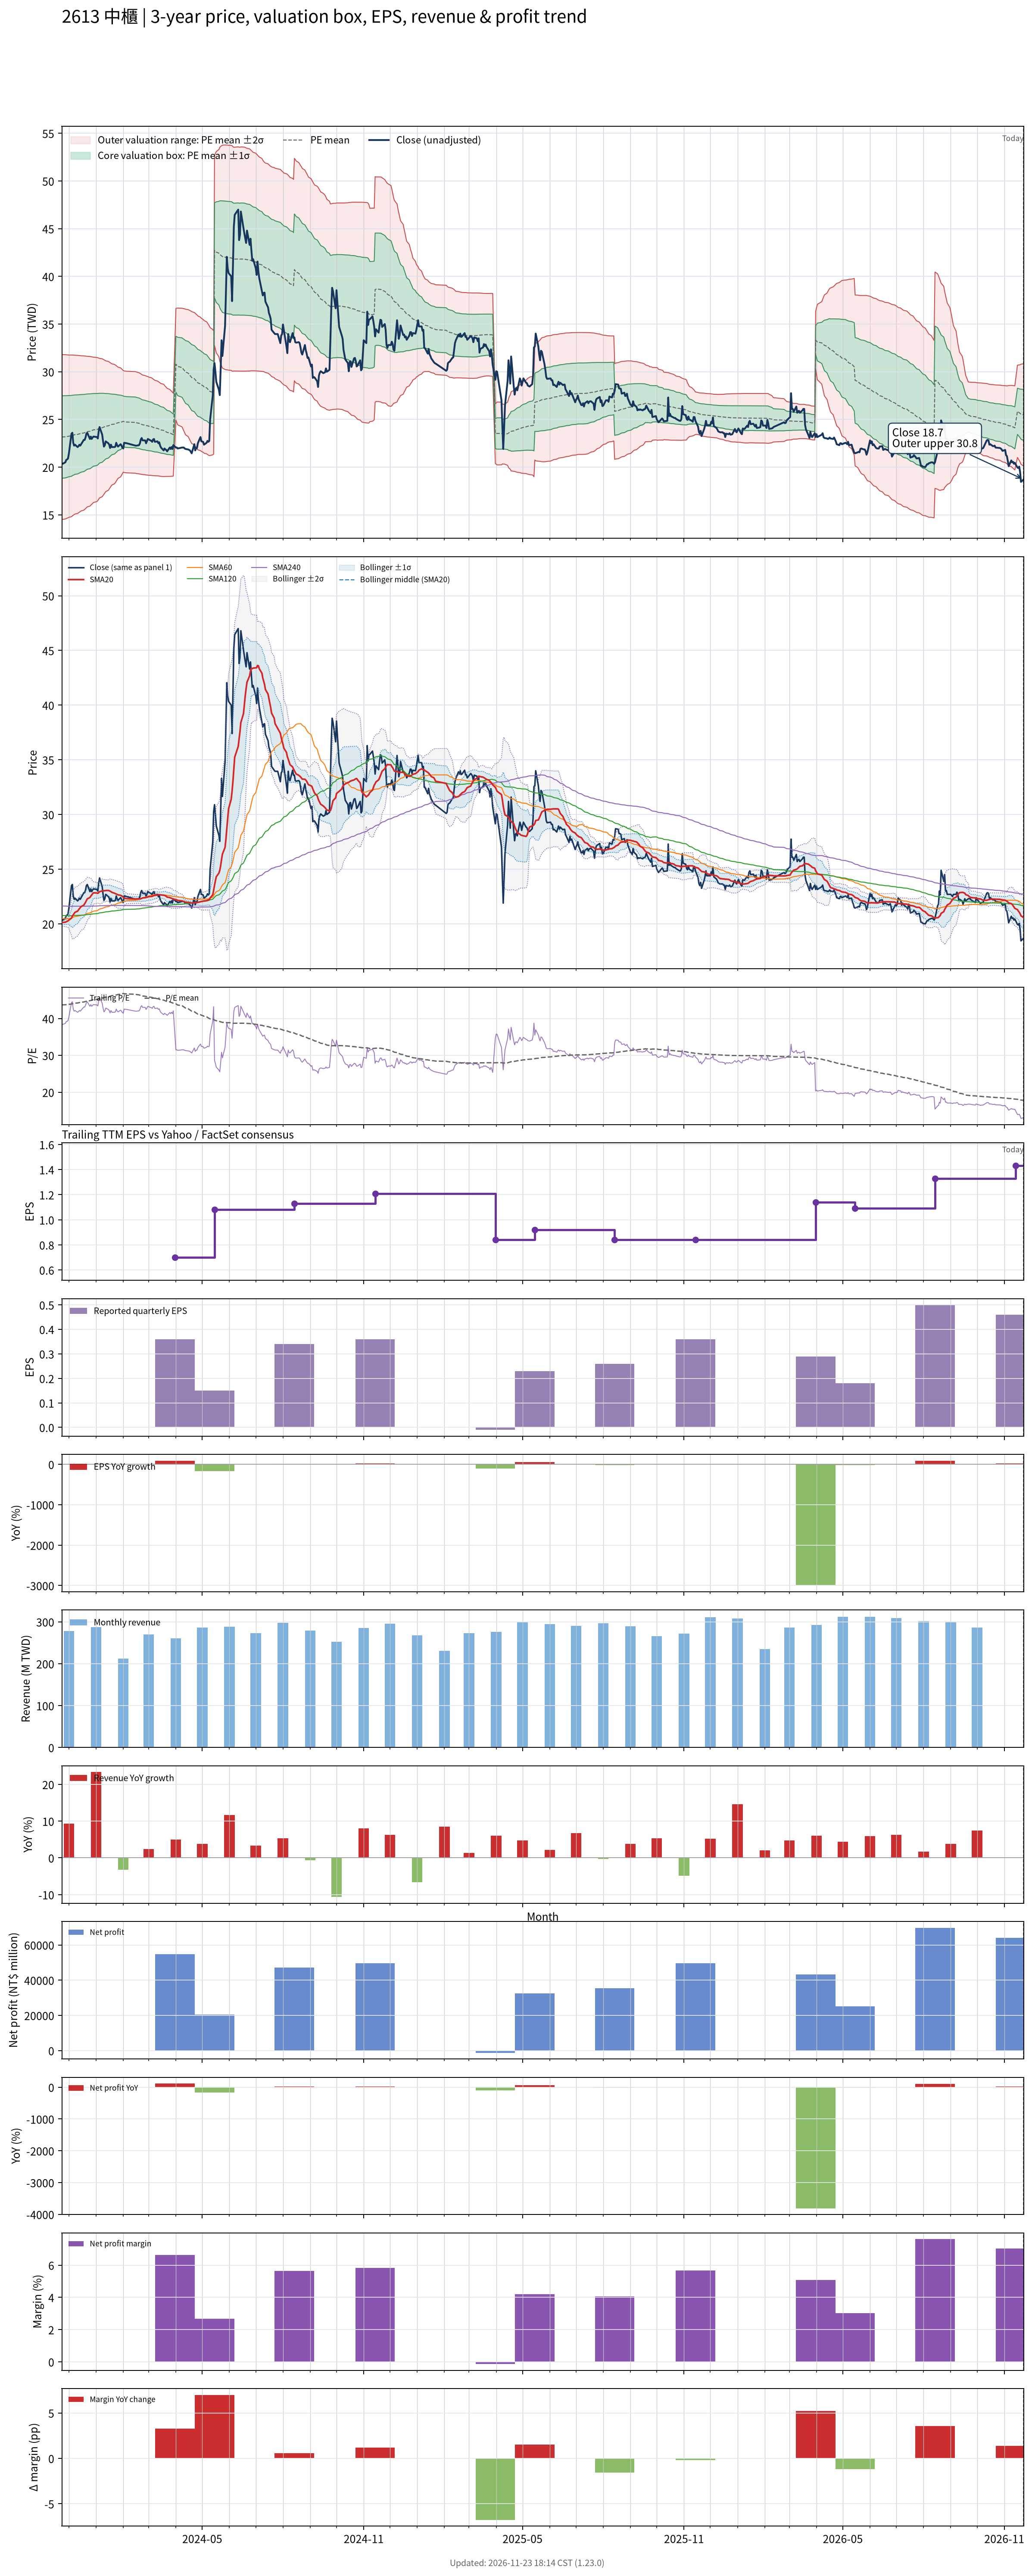 2613 中櫃 | 3-year price, valuation box, EPS, revenue & profit trend
Outer valuation range: PE mean ±2σ
PE mean
Close (unadjusted)
Core valuation box: PE mean ±1σ
Today
55
50
45
40
35
30
25
20
15
Price (TWD)
Close 18.7
Outer upper 30.8
Close (same as panel 1)
SMA60
SMA240
Bollinger ±1σ
SMA20
SMA120
Bollinger ±2σ
Bollinger middle (SMA20)
50
45
40
35
30
25
20
Price
Trailing P/E
P/E mean
40
30
20
P/E
Trailing TTM EPS vs Yahoo / FactSet consensus
Today
1.6
1.4
1.2
1.0
0.8
0.6
EPS
Reported quarterly EPS
0.5
0.4
0.3
0.2
0.1
0.0
EPS
EPS YoY growth
0
-1000
-2000
-3000
YoY (%)
Monthly revenue
300
200
100
0
Revenue (M TWD)
Revenue YoY growth
20
10
0
-10
YoY (%)
Month
Net profit
60000
40000
20000
0
Net profit (NT$ million)
Net profit YoY
0
-1000
-2000
-3000
-4000
YoY (%)
Net profit margin
6
4
2
0
Margin (%)
Margin YoY change
5
0
-5
Δ margin (pp)
2024-05
2024-11
2025-05
2025-11
2026-05
2026-11
Updated: 2026-11-23 18:14 CST (1.23.0)